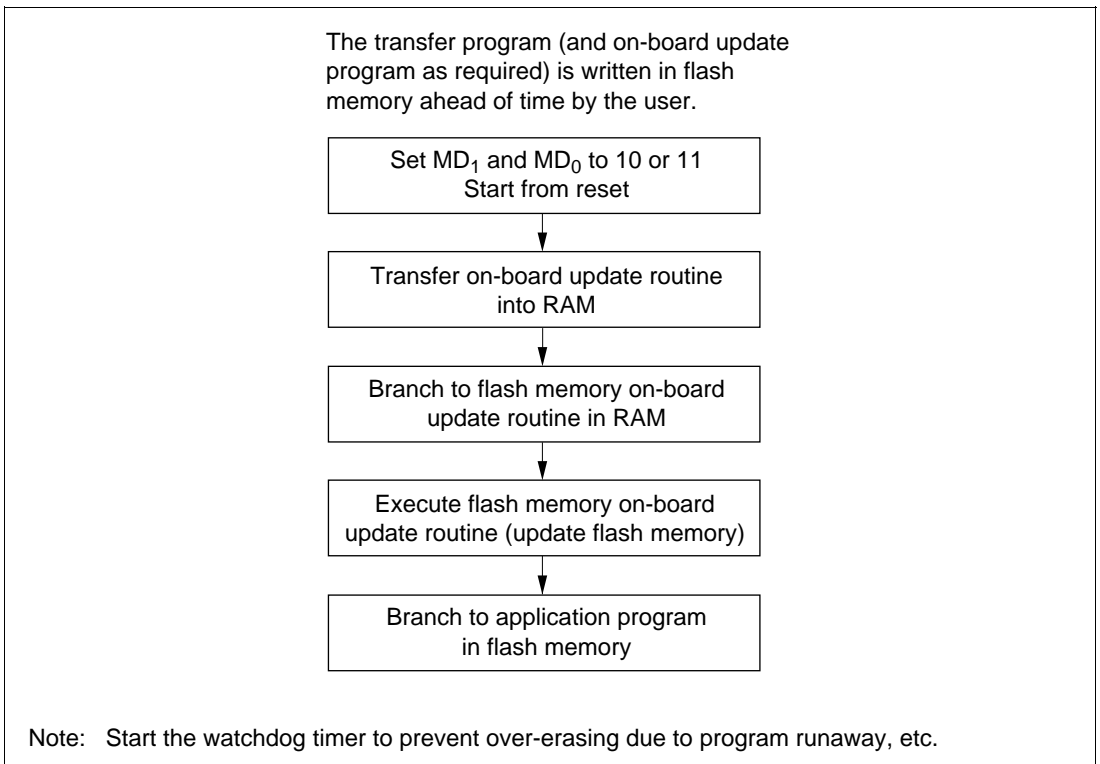 The transfer program (and on-board update
program as required) is written in flash
memory ahead of time by the user.
Set MD₁ and MD₀ to 10 or 11
Start from reset
Transfer on-board update routine
into RAM
Branch to flash memory on-board
update routine in RAM
Execute flash memory on-board
update routine (update flash memory)
Branch to application program
in flash memory
Note: Start the watchdog timer to prevent over-erasing due to program runaway, etc.